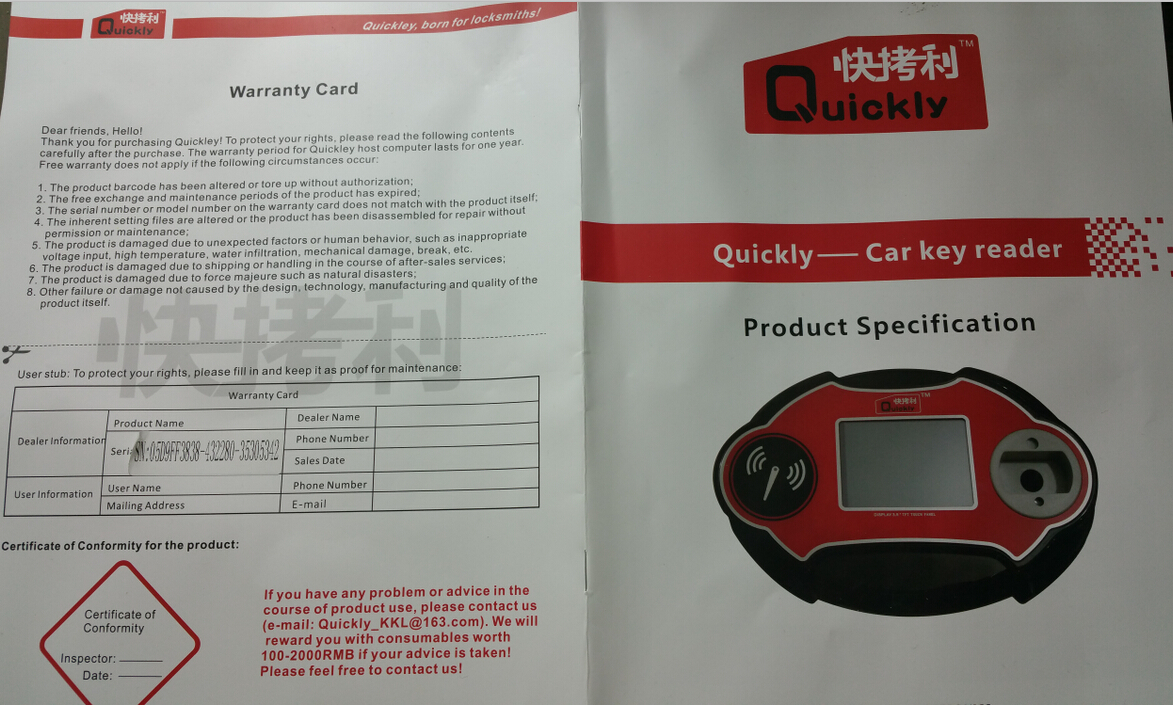 快拷利
Quickly
Quickley, born for locksmiths!
Warranty Card
Dear friends, Hello!
Thank you for purchasing Quickley! To protect your rights, please read the following contents
carefully after the purchase. The warranty period for Quickley host computer lasts for one year.
Free warranty does not apply if the following circumstances occur:
1. The product barcode has been altered or tore up without authorization;
2. The free exchange and maintenance periods of the product has expired;
3. The serial number or model number on the warranty card does not match with the product itself;
4. The inherent setting files are altered or the product has been disassembled for repair without
permission or maintenance;
5. The product is damaged due to unexpected factors or human behavior, such as inappropriate
voltage input, high temperature, water infiltration, mechanical damage, break, etc.
6. The product is damaged due to shipping or handling in the course of after-sales services;
7. The product is damaged due to force majeure such as natural disasters;
8. Other failure or damage not caused by the design, technology, manufacturing and quality of the
product itself.
快拷利
User stub: To protect your rights, please fill in and keep it as proof for maintenance:
Warranty Card
Dealer Information
Product Name
Dealer Name
Seri
SN:05D9FF3838-432280-35305342
Phone Number
Sales Date
User Information
User Name
Phone Number
Mailing Address
E-mail
Certificate of Conformity for the product:
Certificate of
Conformity
Inspector:
Date:
If you have any problem or advice in the
course of product use, please contact us
(e-mail: Quickly_KKL@163.com). We will
reward you with consumables worth
100-2000RMB if your advice is taken!
Please feel free to contact us!
快拷利 TM
Quickly
Quickly—— Car key reader
Product Specification
快拷利 TM
Quickly